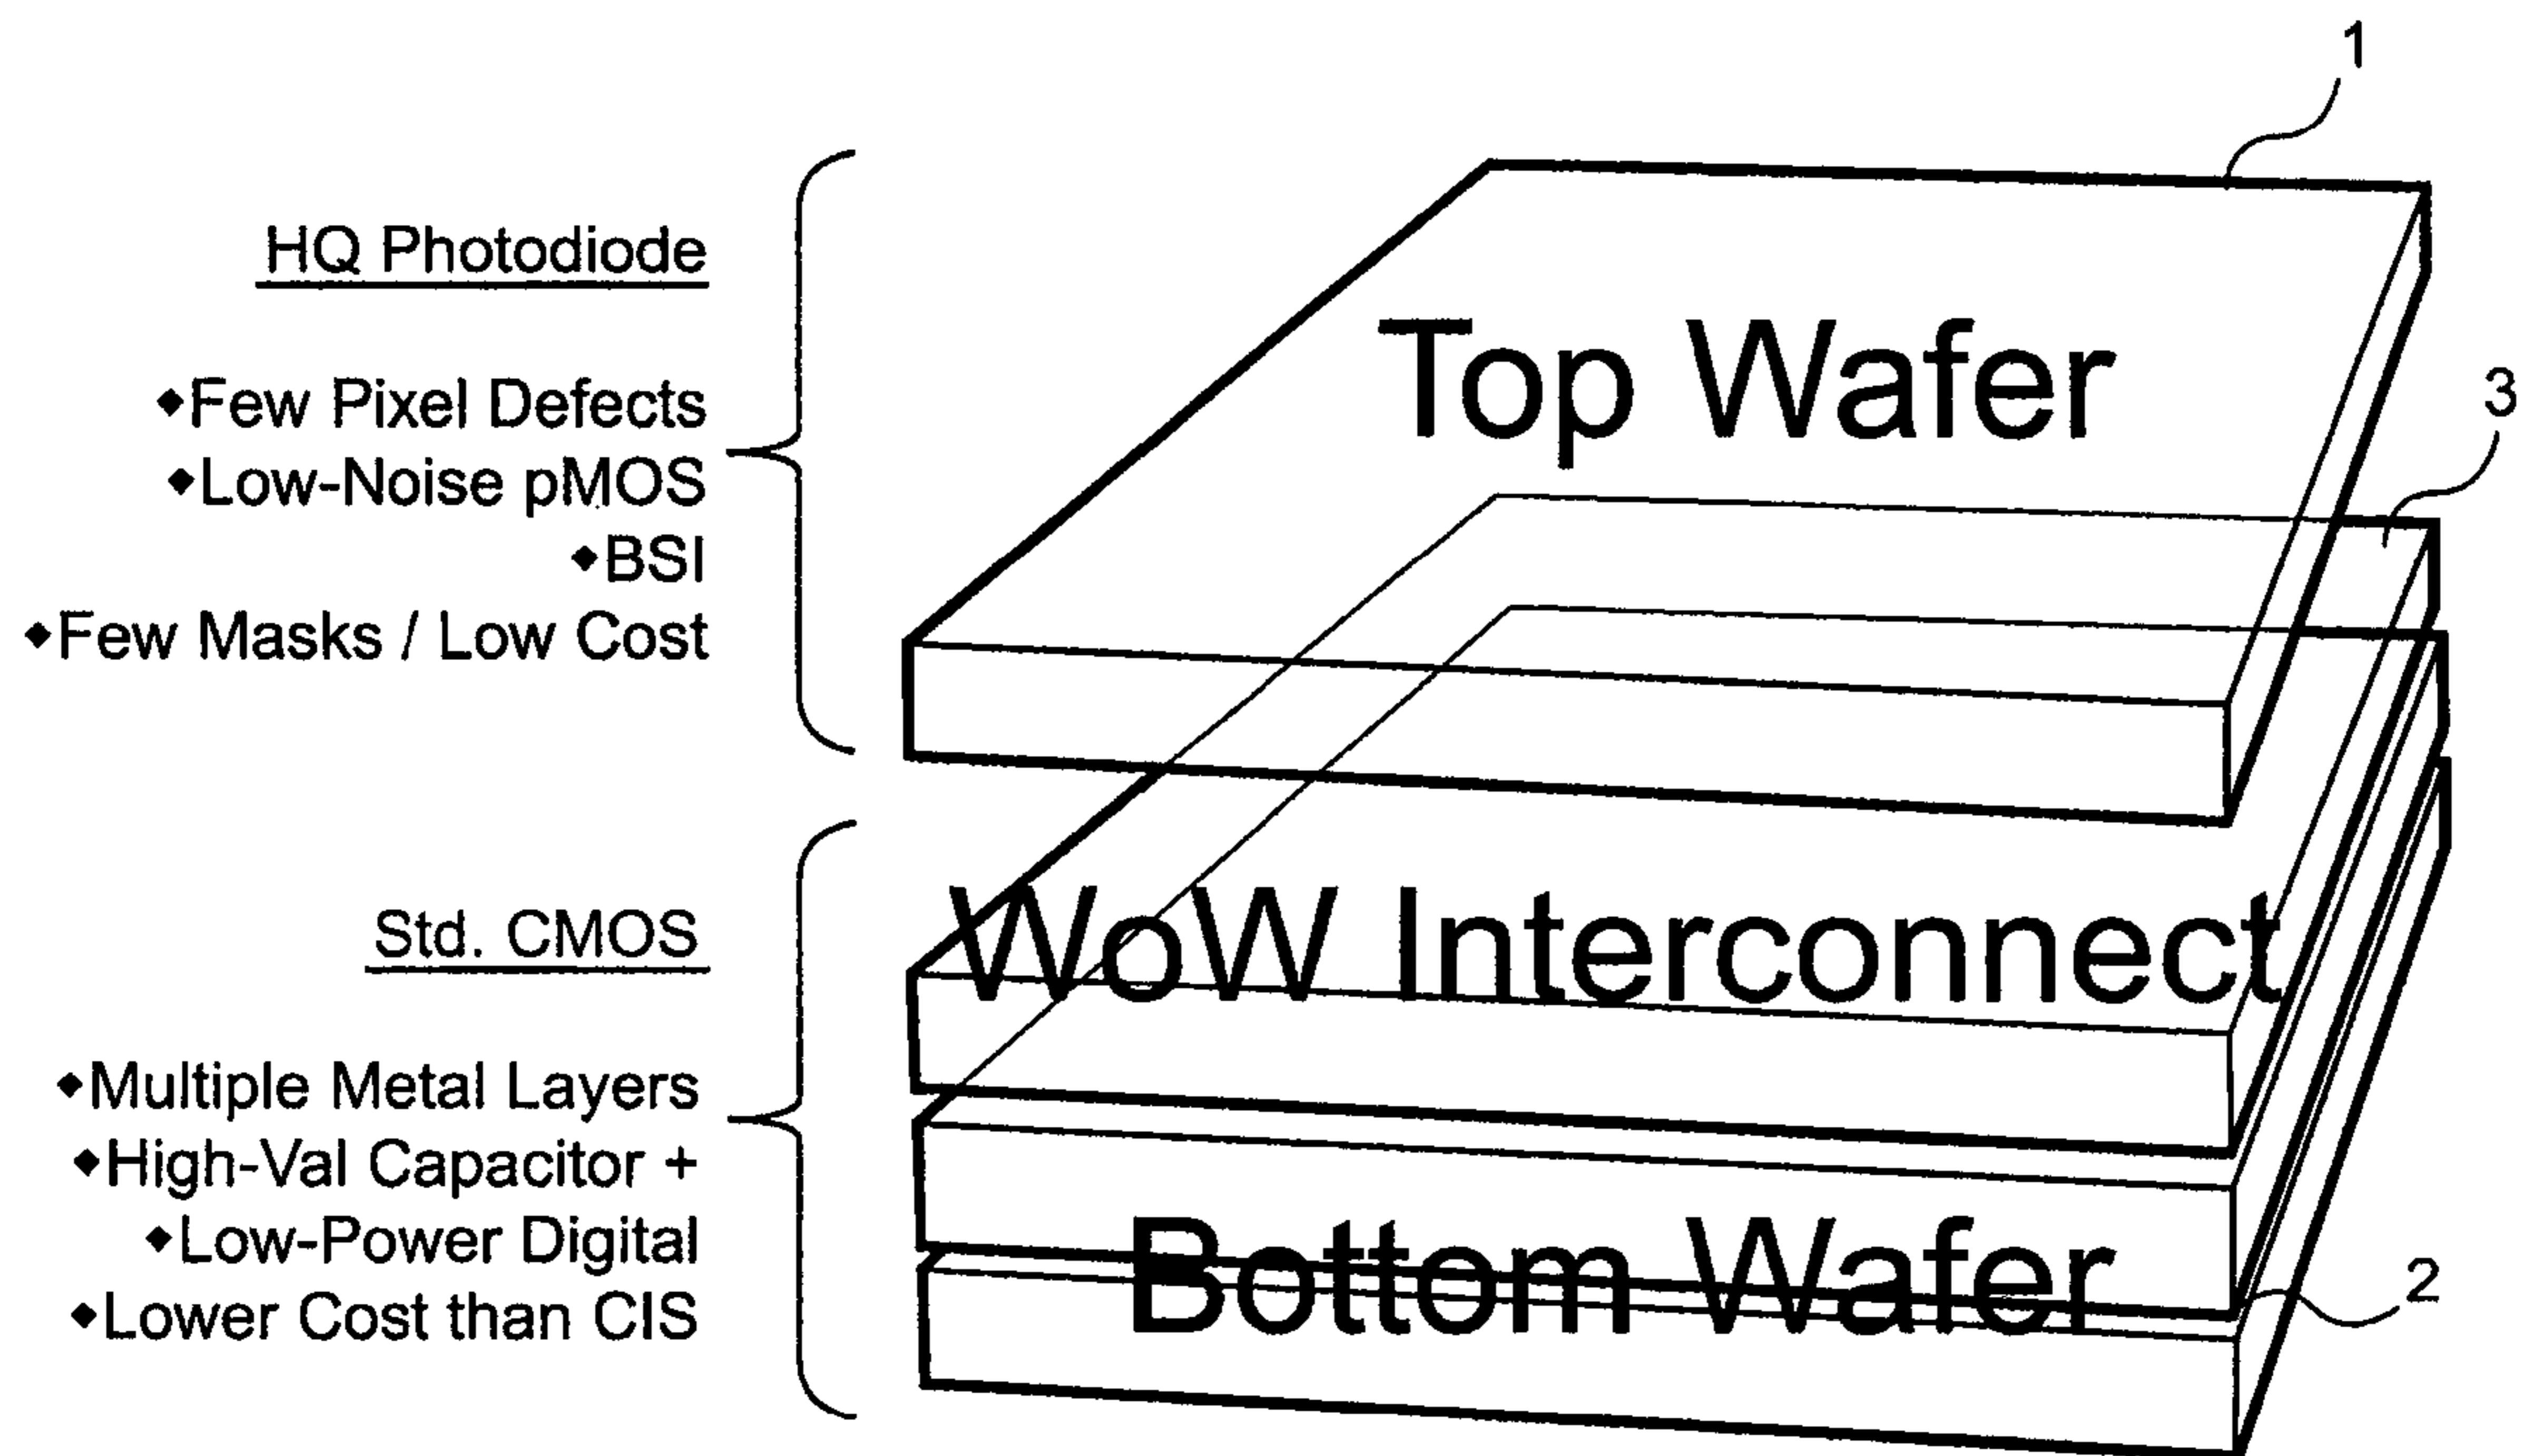 1
HQ Photodiode
◆Few Pixel Defects
◆Low-Noise pMOS
◆BSI
◆Few Masks / Low Cost
Top Wafer
3
Std. CMOS
◆Multiple Metal Layers
◆High-Val Capacitor +
◆Low-Power Digital
◆Lower Cost than CIS
WoW Interconnect
Bottom Wafer
2